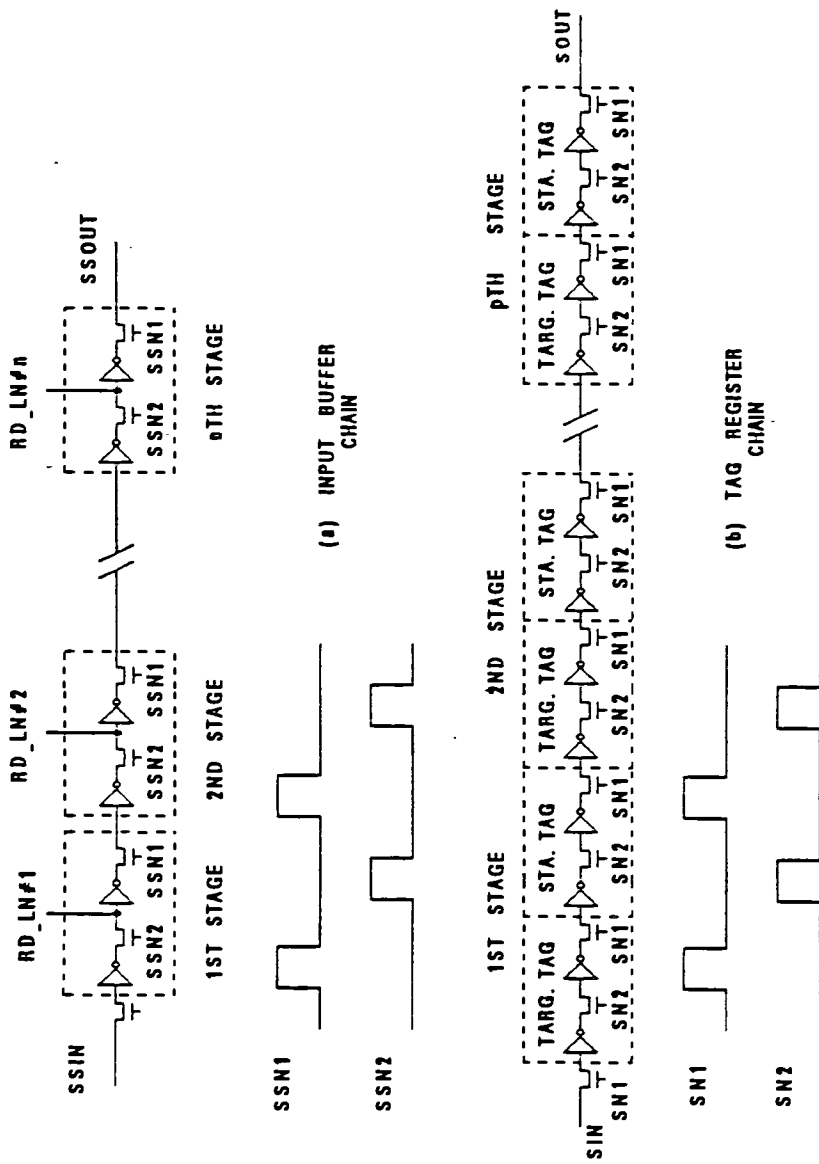 RD_LN#1 RD_LN#2 RD_LN#n
SSIN SSN2 SSN1 SSN2 SSN1 SSN2 SSN1 SSOUT
1ST STAGE 2ND STAGE nTH STAGE
SSN1
SSN2
(a) INPUT BUFFER
CHAIN
1ST STAGE 2ND STAGE pTH STAGE
TARG. TAG STA. TAG TARG. TAG STA. TAG TARG. TAG STA. TAG
SIN SN1 SN2 SN1 SN2 SN1 SN2 SN1 SN2 SN1 SN2 SN1 SN2 SN1 SOUT
SN1
SN2
(b) TAG REGISTER
CHAIN